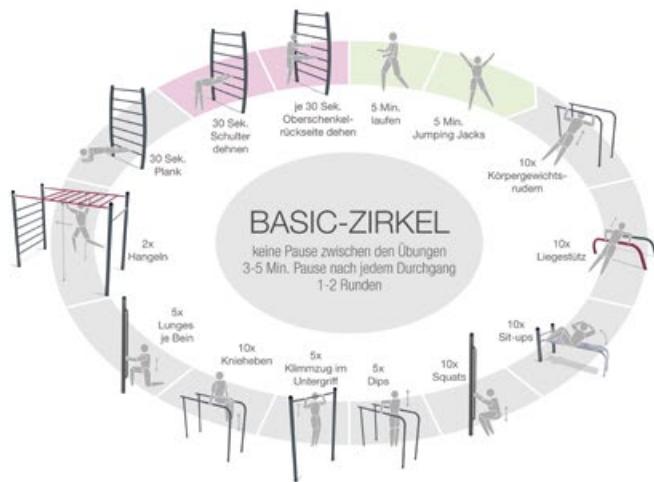 30 Sek.
Schulter
dehnen
je 30 Sek.
Oberschenkel-
rückseite dehen
5 Min.
laufen
5 Min.
Jumping Jacks
10x
Körpergewichts-
rudern
10x
Liegestütz
10x
Sit-ups
10x
Squats
5x
Dips
5x
Klimmzug im
Untergriff
10x
Knieheben
5x
Lunges
je Bein
2x
Hangeln
30 Sek.
Plank
BASIC-ZIRKEL
keine Pause zwischen den Übungen
3-5 Min. Pause nach jedem Durchgang
1-2 Runden